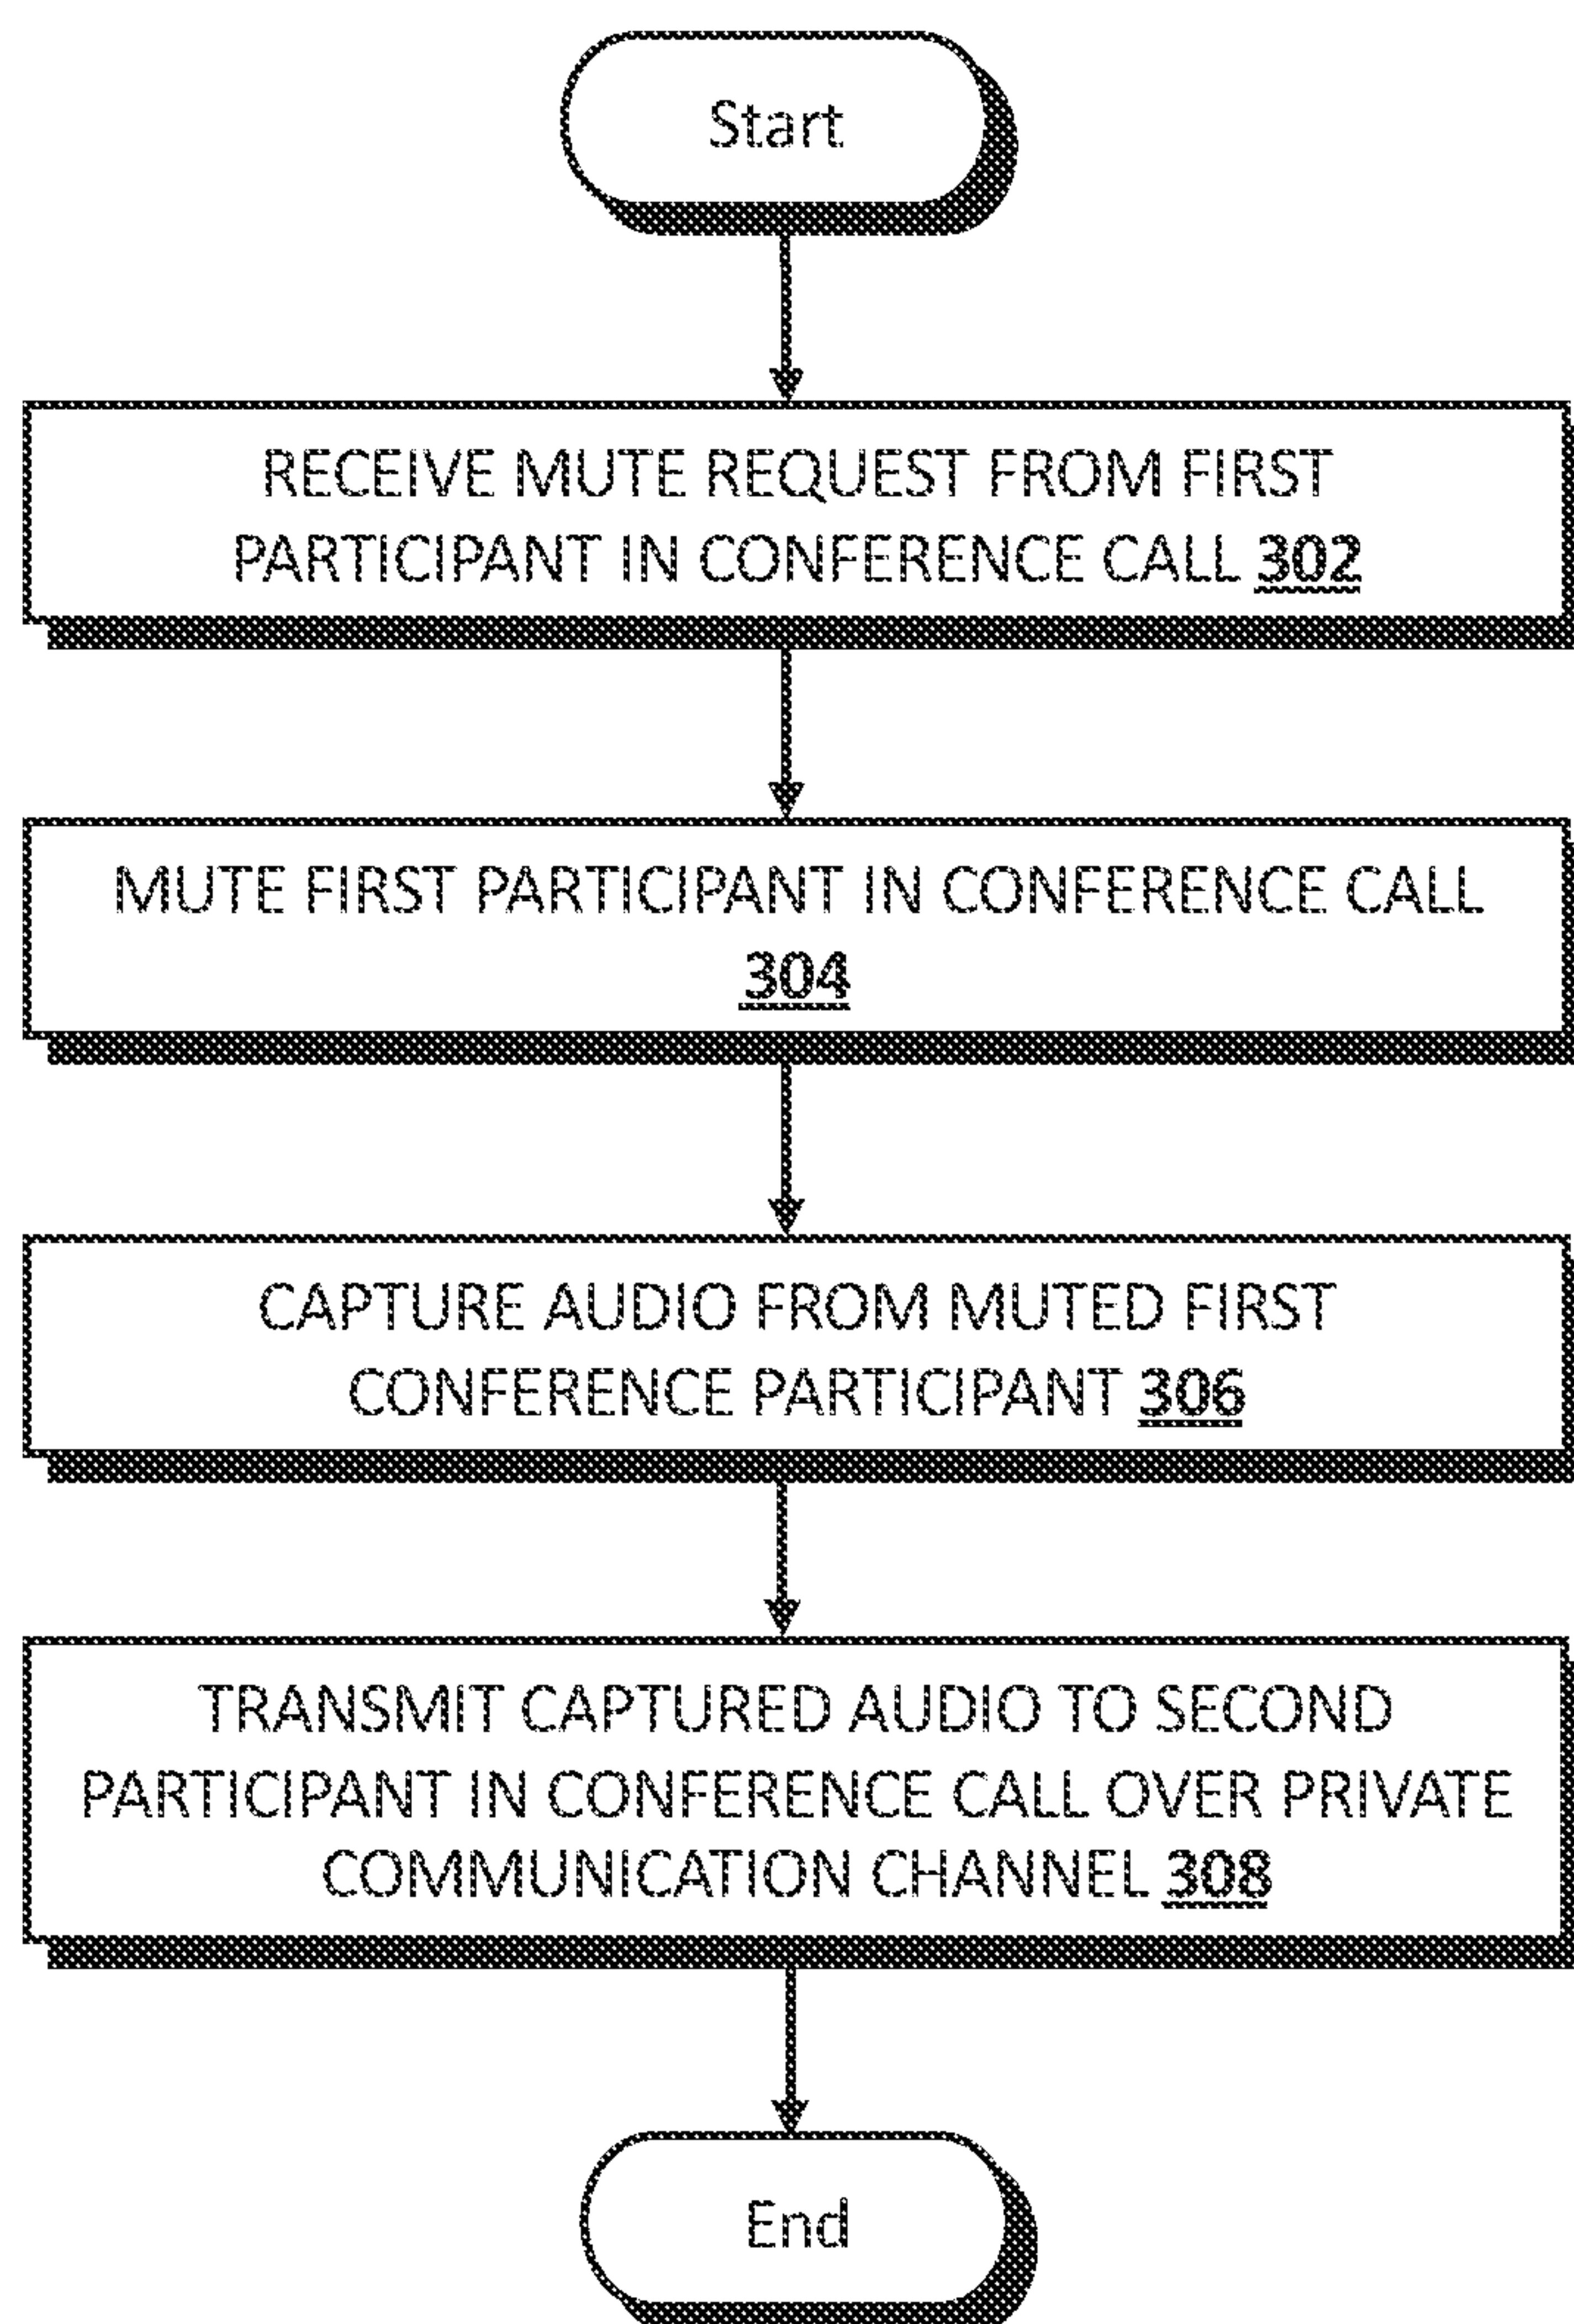 Start
RECEIVE MUTE REQUEST FROM FIRST
PARTICIPANT IN CONFERENCE CALL 302
MUTE FIRST PARTICIPANT IN CONFERENCE CALL
304
CAPTURE AUDIO FROM MUTED FIRST
CONFERENCE PARTICIPANT 306
TRANSMIT CAPTURED AUDIO TO SECOND
PARTICIPANT IN CONFERENCE CALL OVER PRIVATE
COMMUNICATION CHANNEL 308
End